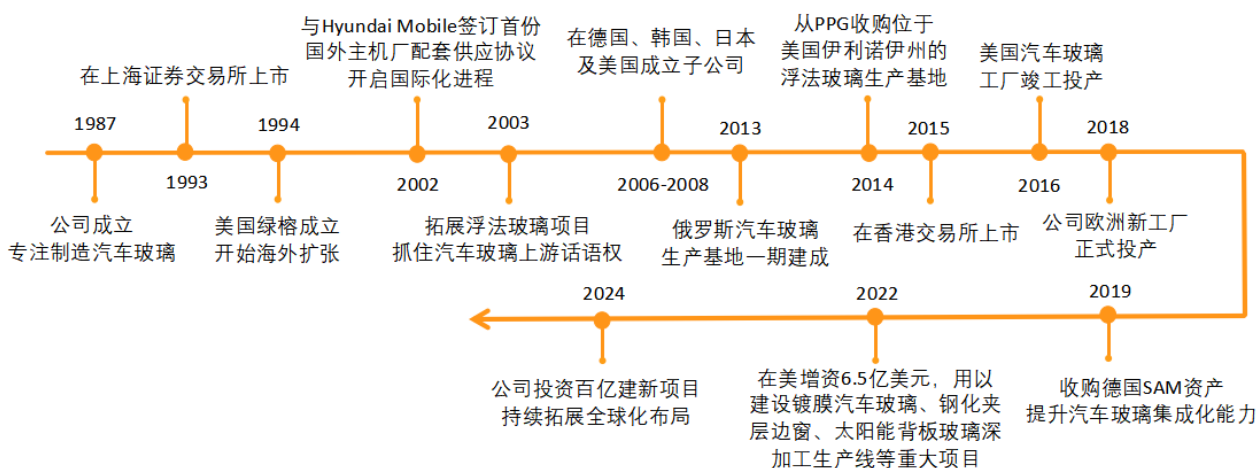 1987
公司成立
专注制造汽车玻璃
在上海证券交易所上市
1993
1994
美国绿榕成立
开始海外扩张
与Hyundai Mobile签订首份
国外主机厂配套供应协议
开启国际化进程
2002
2003
拓展浮法玻璃项目
抓住汽车玻璃上游话语权
在德国、韩国、日本
及美国成立子公司
2006-2008
2013
俄罗斯汽车玻璃
生产基地一期建成
从PPG收购位于
美国伊利诺伊州的
浮法玻璃生产基地
2014
2015
在香港交易所上市
美国汽车玻璃
工厂竣工投产
2016
2018
公司欧洲新工厂
正式投产
2019
收购德国SAM资产
提升汽车玻璃集成化能力
2022
在美增资6.5亿美元，用以
建设镀膜汽车玻璃、钢化夹
层边窗、太阳能背板玻璃深
加工生产线等重大项目
2024
公司投资百亿建新项目
持续拓展全球化布局